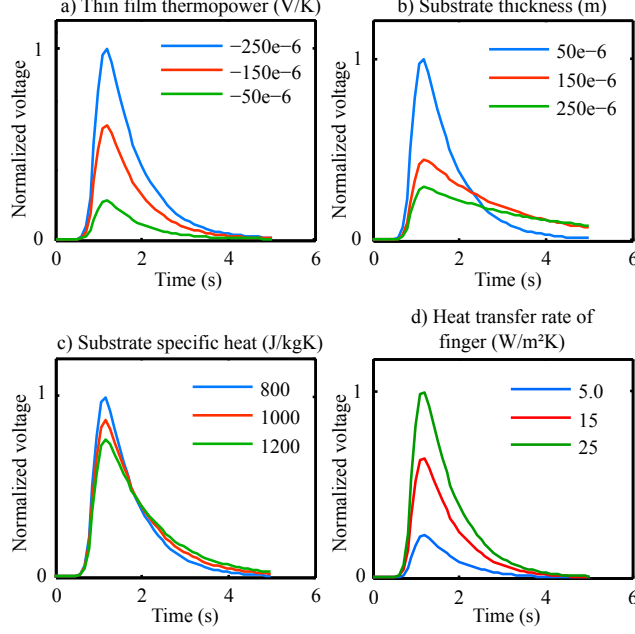 a) Thin film thermopower (V/K)
Normalized voltage
1
0
−250e−6
−150e−6
−50e−6
0 2 4 6
Time (s)
b) Substrate thickness (m)
Normalized voltage
1
0
50e−6
150e−6
250e−6
0 2 4 6
Time (s)
c) Substrate specific heat (J/kgK)
Normalized voltage
1
0
800
1000
1200
0 2 4 6
Time (s)
d) Heat transfer rate of
finger (W/m²K)
Normalized voltage
1
0
5.0
15
25
0 2 4 6
Time (s)